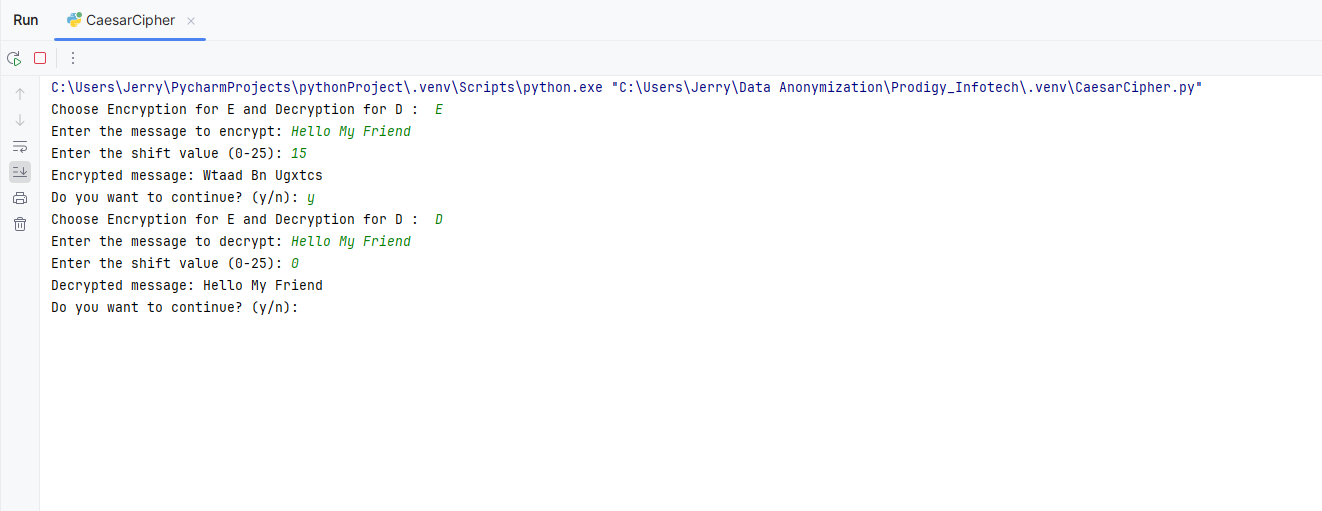 Run CaesarCipher
C:\Users\Jerry\PycharmProjects\pythonProject\.venv\Scripts\python.exe "C:\Users\Jerry\Data Anonymization\Prodigy_Infotech\.venv\CaesarCipher.py"
Choose Encryption for E and Decryption for D :  E
Enter the message to encrypt: Hello My Friend
Enter the shift value (0-25): 15
Encrypted message: Wtaad Bn Ugxtcs
Do you want to continue? (y/n): y
Choose Encryption for E and Decryption for D :  D
Enter the message to decrypt: Hello My Friend
Enter the shift value (0-25): 0
Decrypted message: Hello My Friend
Do you want to continue? (y/n):